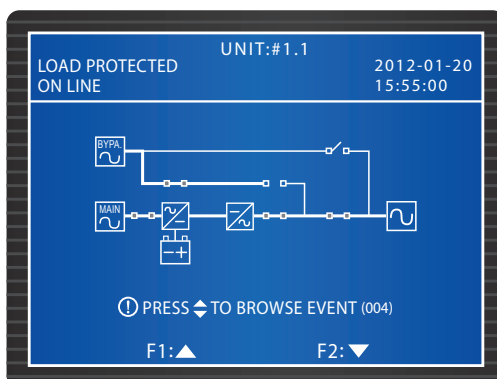 UNIT:#1.1
LOAD PROTECTED
ON LINE
2012-01-20
15:55:00
BYPA.
MAIN
! PRESS TO BROWSE EVENT (004)
F1:
F2: